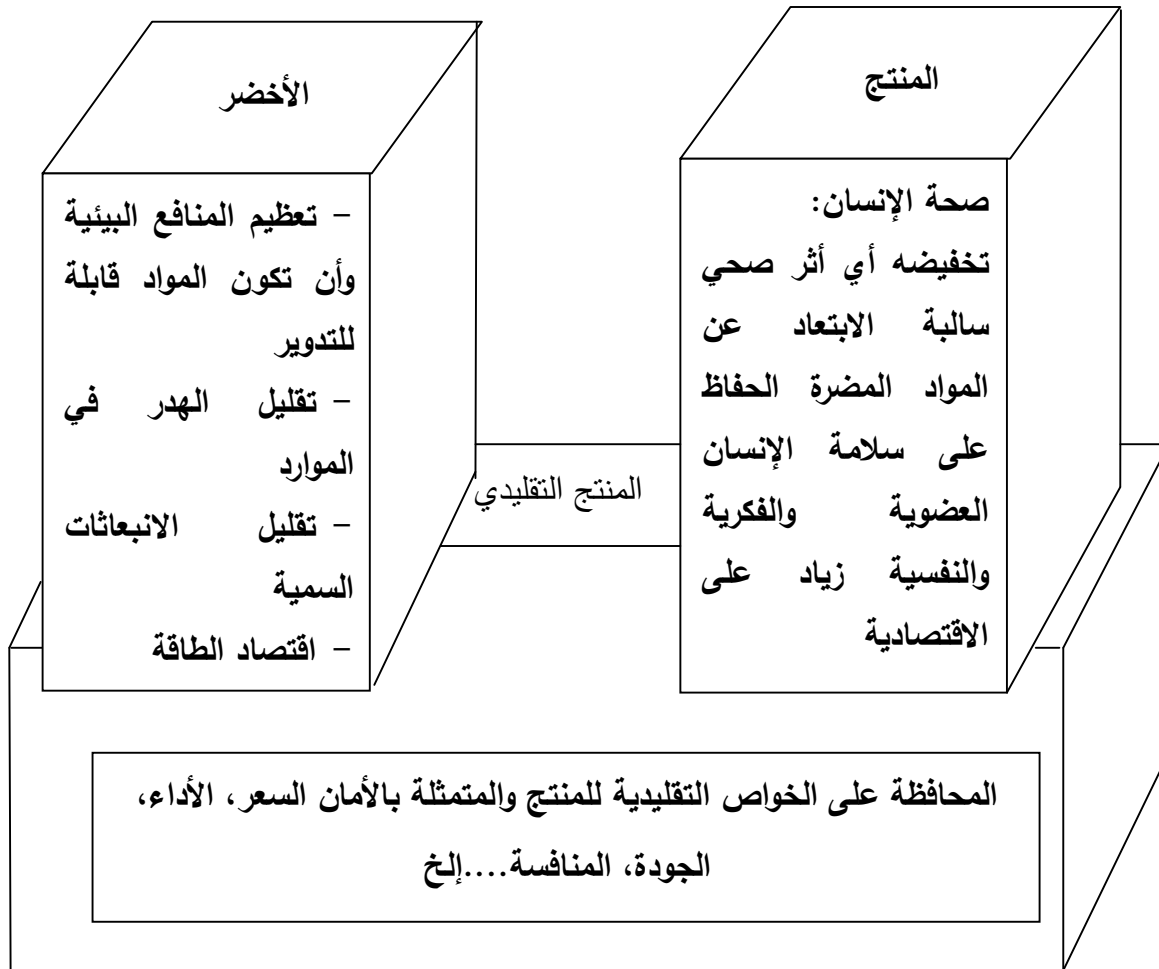 المنتج
صحة الإنسان:
تخفيضه أي أثر صحي
سالبة الابتعاد عن
المواد المضرة الحفاظ
على سلامة الإنسان
العضوية والفكرية
والنفسية زياد على
الاقتصادية
الأخضر
- تعظيم المنافع البيئية
وأن تكون المواد قابلة
للتدوير
- تقليل الهدر في
الموارد
- تقليل الانبعاثات
السمية
- اقتصاد الطاقة
المنتج التقليدي
المحافظة على الخواص التقليدية للمنتج والمتمثلة بالأمان السعر، الأداء،
الجودة، المنافسة....إلخ